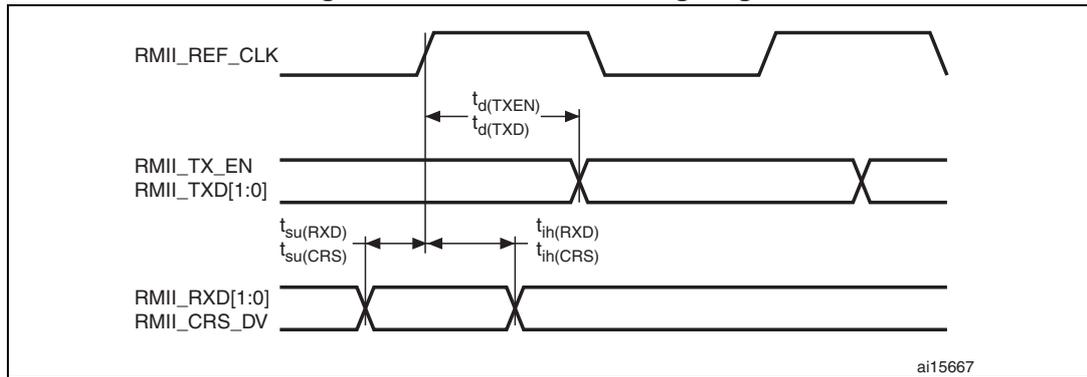 RMII_REF_CLK
td(TXEN)
td(TXD)
RMII_TX_EN
RMII_TXD[1:0]
tsu(RXD)
tsu(CRS)
tih(RXD)
tih(CRS)
RMII_RXD[1:0]
RMII_CRS_DV
ai15667